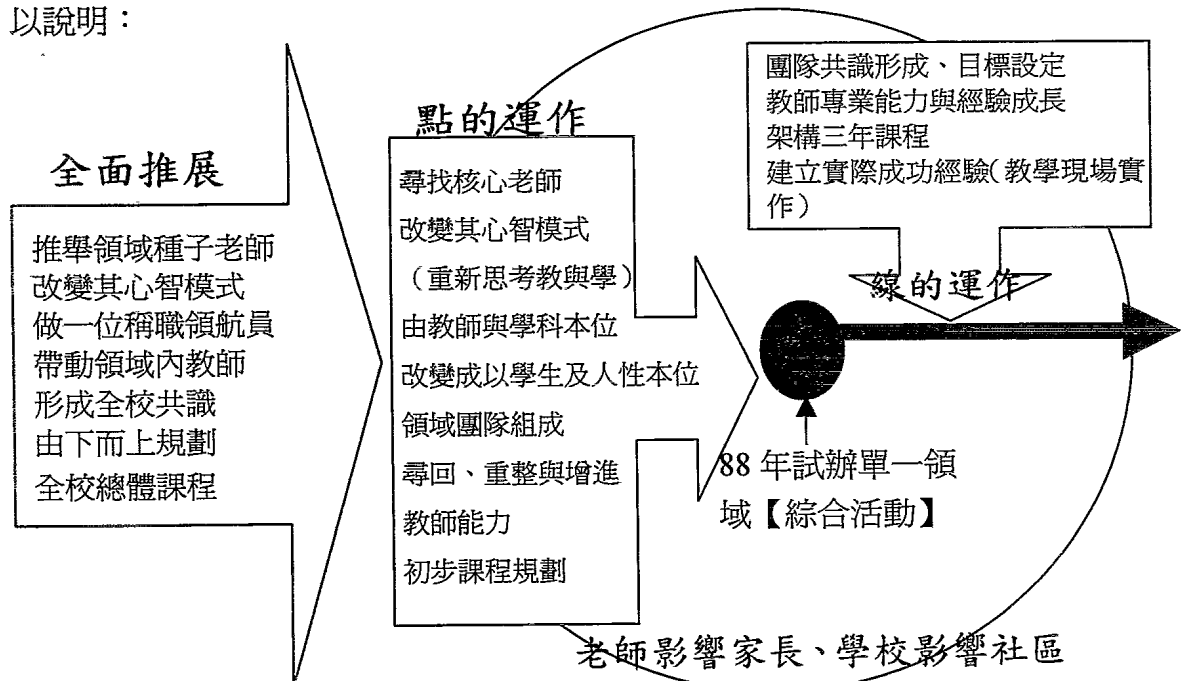 以說明：
全面推展
推舉領域種子老師
改變其心智模式
做一位稱職領航員
帶動領域內教師
形成全校共識
由下而上規劃
全校總體課程
點的運作
尋找核心老師
改變其心智模式
（重新思考教與學）
由教師與學科本位
改變成以學生及人性本位
領域團隊組成
尋回、重整與增進
教師能力
初步課程規劃
團隊共識形成、目標設定
教師專業能力與經驗成長
架構三年課程
建立實際成功經驗（教學現場實
作）
線的運作
88 年試辦單一領
域【綜合活動】
老師影響家長、學校影響社區